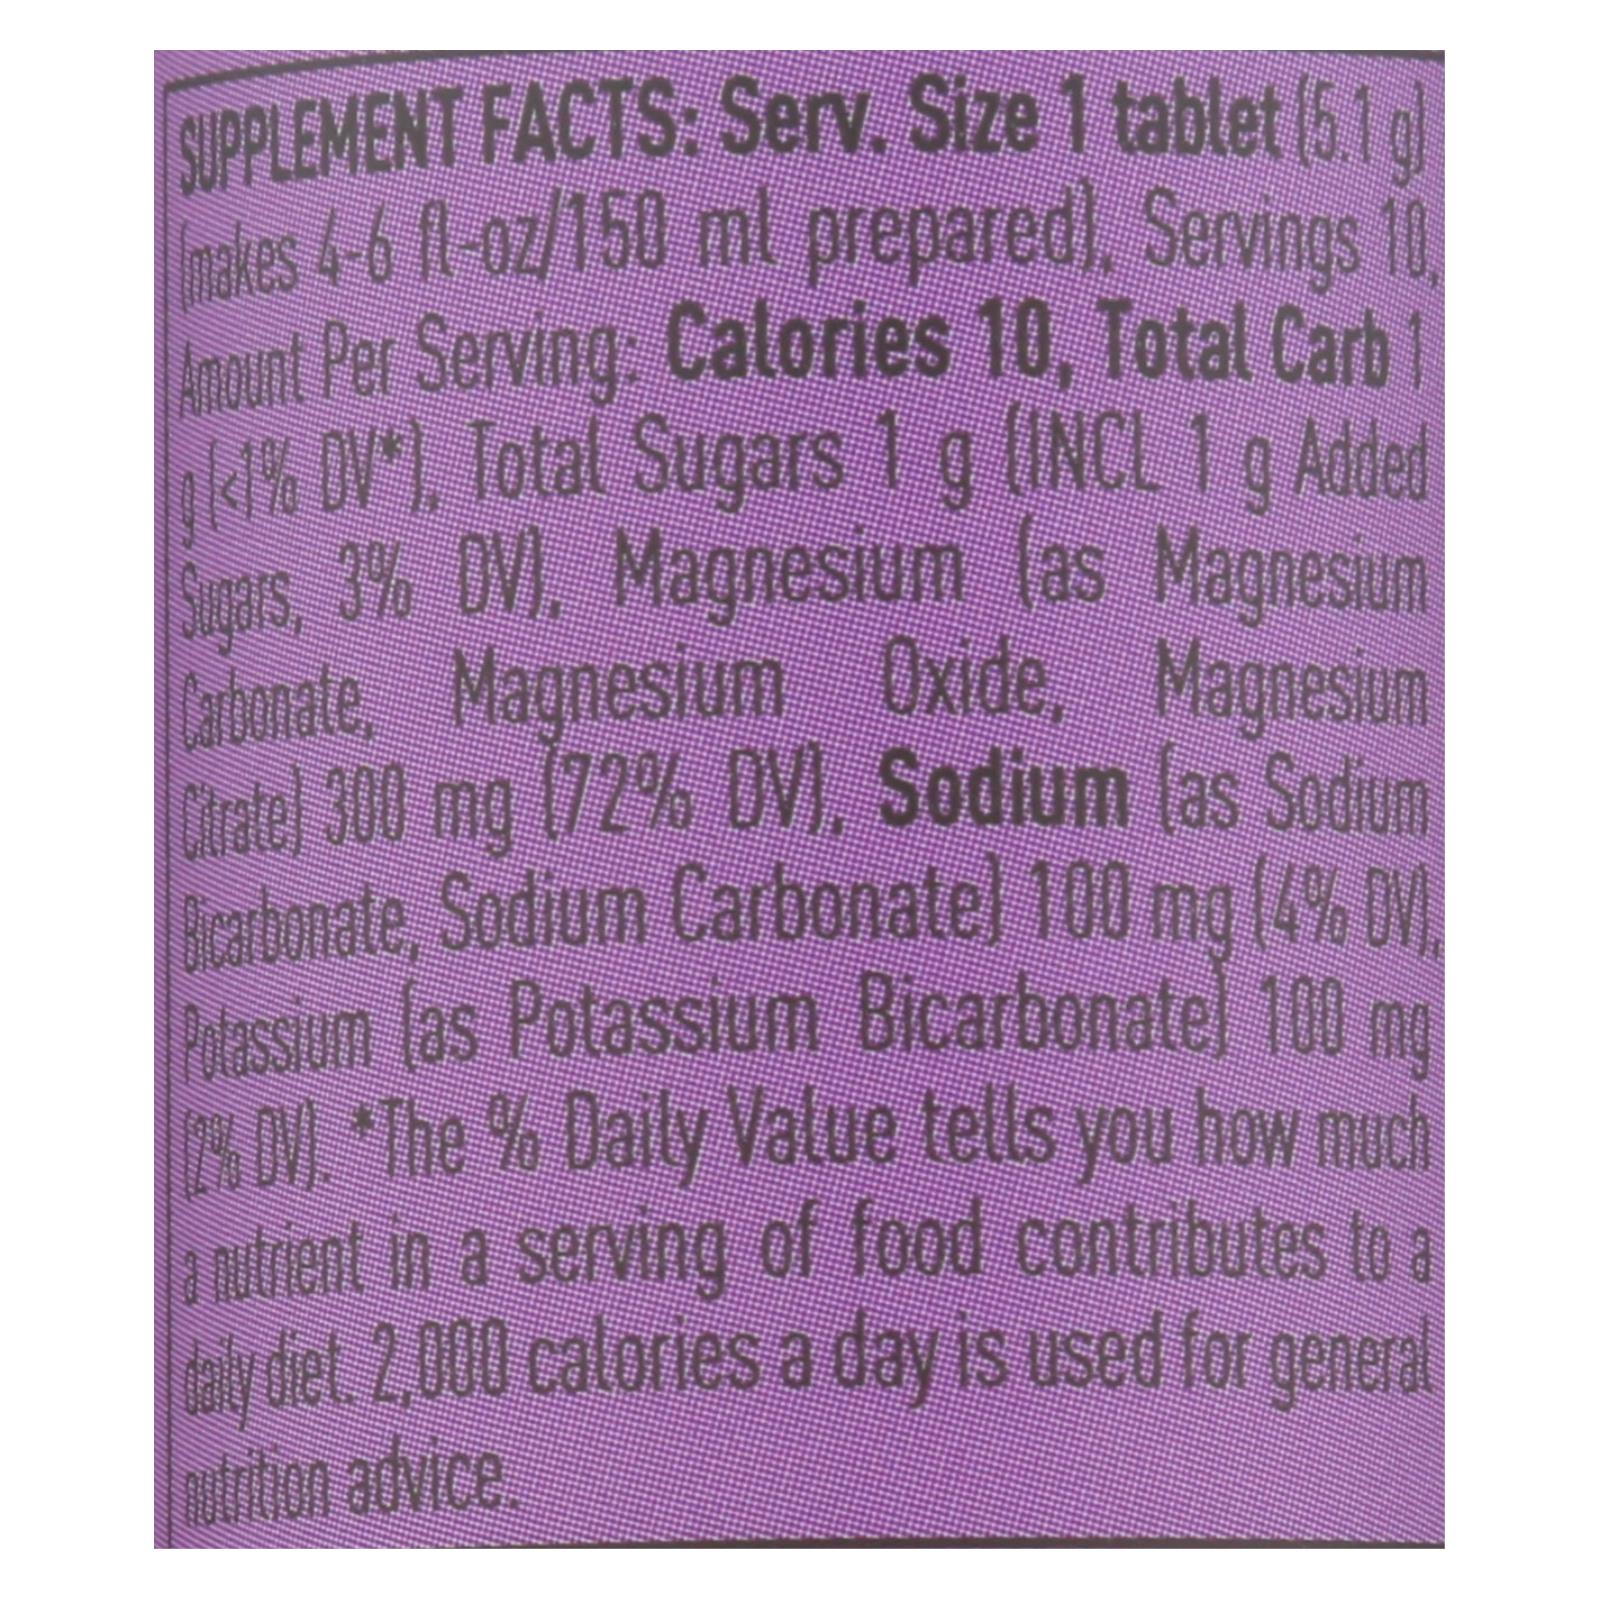 SUPPLEMENT FACTS: Serv. Size 1 tablet (5.1 g)
(makes 4-6 fl-oz/150 ml prepared), Servings 10,
Amount Per Serving: Calories 10, Total Carb 1
g (<1% DV*), Total Sugars 1 g (INCL 1 g Added
Sugars, 3% DV), Magnesium (as Magnesium
Carbonate, Magnesium Oxide, Magnesium
Citrate) 300 mg (72% DV), Sodium (as Sodium
Bicarbonate, Sodium Carbonate) 100 mg (4% DV),
Potassium (as Potassium Bicarbonate) 100 mg
(2% DV). *The % Daily Value tells you how much
a nutrient in a serving of food contributes to a
daily diet. 2,000 calories a day is used for general
nutrition advice.